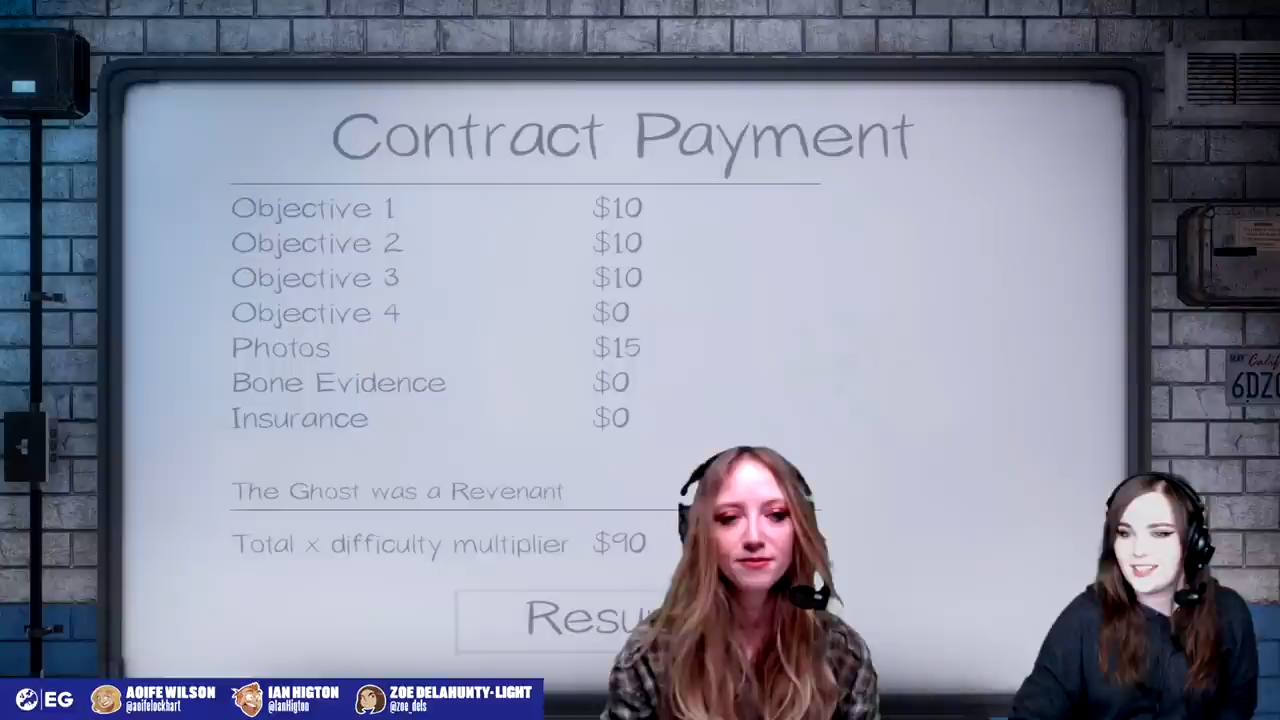 Contract Payment
Objective 1 $10
Objective 2 $10
Objective 3 $10
Objective 4 $0
Photos $15
Bone Evidence $0
Insurance $0
The Ghost was a Revenant
Total x difficulty multiplier $90
Resu
6DZ
EG AOIFE WILSON @aoifelockhart IAN HIGTON @IanHigton ZOE DELAHUNTY-LIGHT @zoe_dels